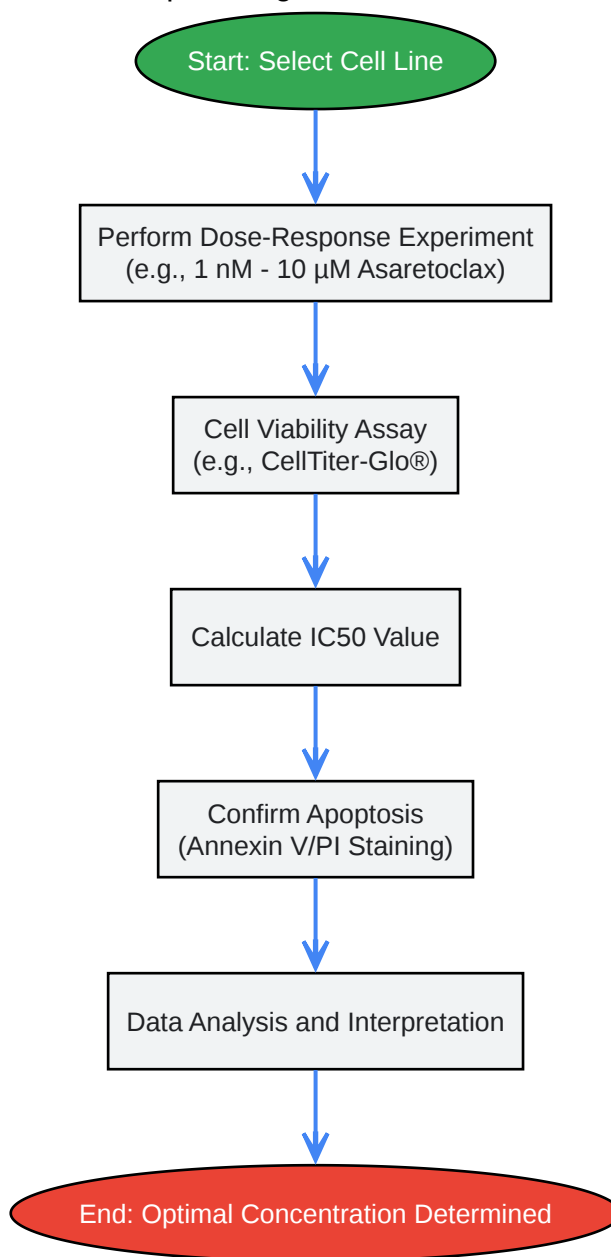 Start: Select Cell Line
Perform Dose-Response Experiment
(e.g., 1 nM - 10 µM Asaretoclax)
Cell Viability Assay
(e.g., CellTiter-Glo®)
Calculate IC50 Value
Confirm Apoptosis
(Annexin V/PI Staining)
Data Analysis and Interpretation
End: Optimal Concentration Determined